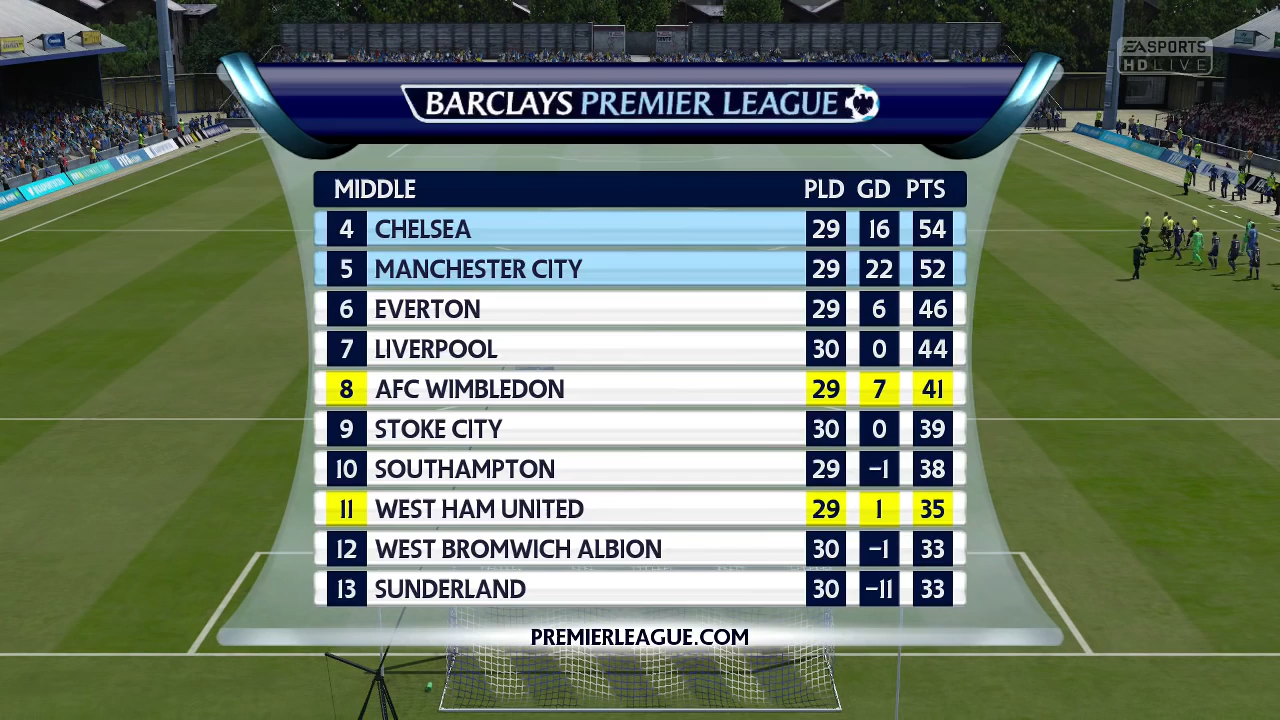 EA SPORTS
HD LIVE
BARCLAYS PREMIER LEAGUE
MIDDLE PLD GD PTS
4 CHELSEA 29 16 54
5 MANCHESTER CITY 29 22 52
6 EVERTON 29 6 46
7 LIVERPOOL 30 0 44
8 AFC WIMBLEDON 29 7 41
9 STOKE CITY 30 0 39
10 SOUTHAMPTON 29 -1 38
11 WEST HAM UNITED 29 1 35
12 WEST BROMWICH ALBION 30 -1 33
13 SUNDERLAND 30 -11 33
PREMIERLEAGUE.COM